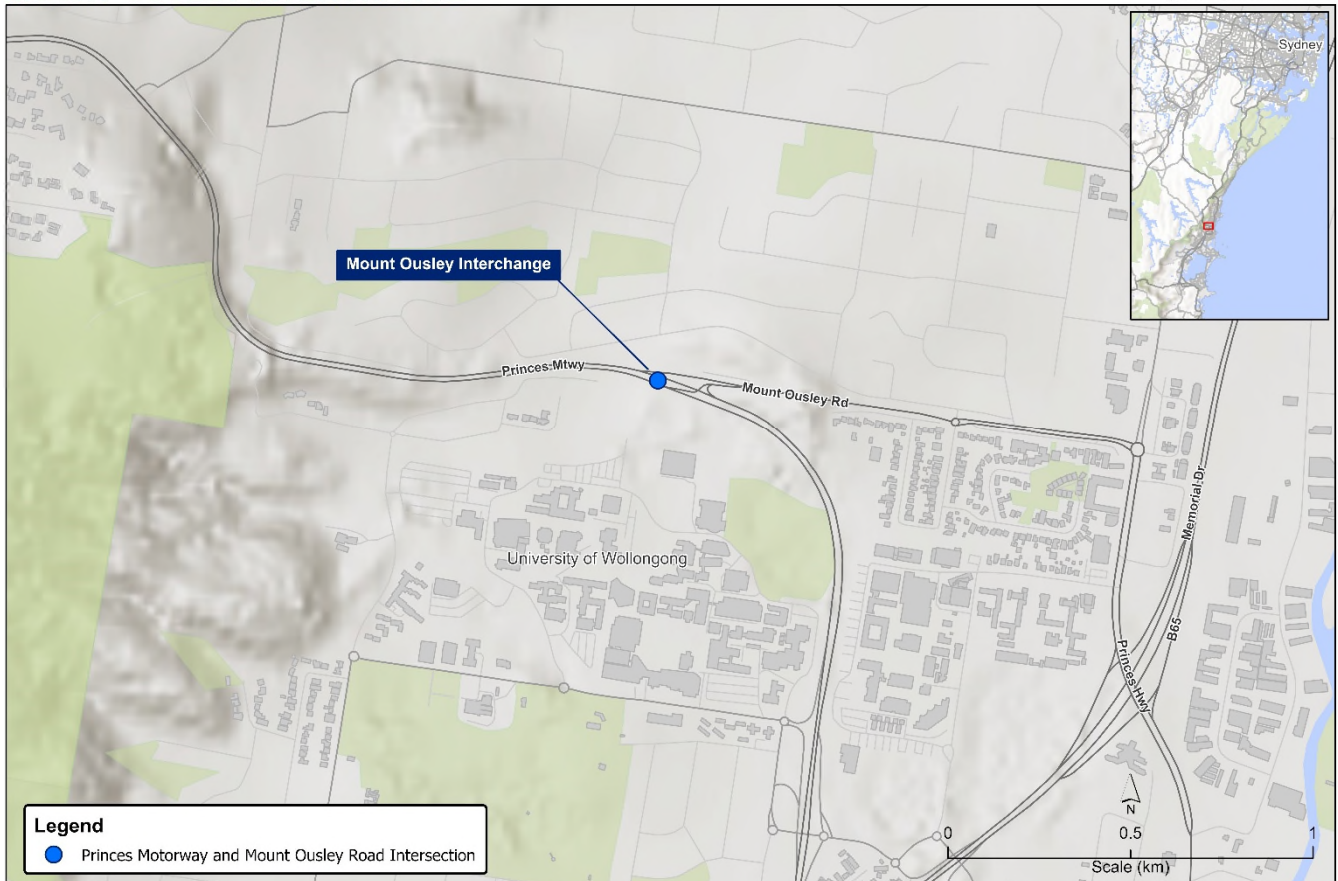 Sydney
Mount Ousley Interchange
Princes Mtwy
Mount Ousley Rd
Memorial Dr
University of Wollongong
B65
Princes Hwy
Legend
Princes Motorway and Mount Ousley Road Intersection
N
0
0.5
1
Scale (km)